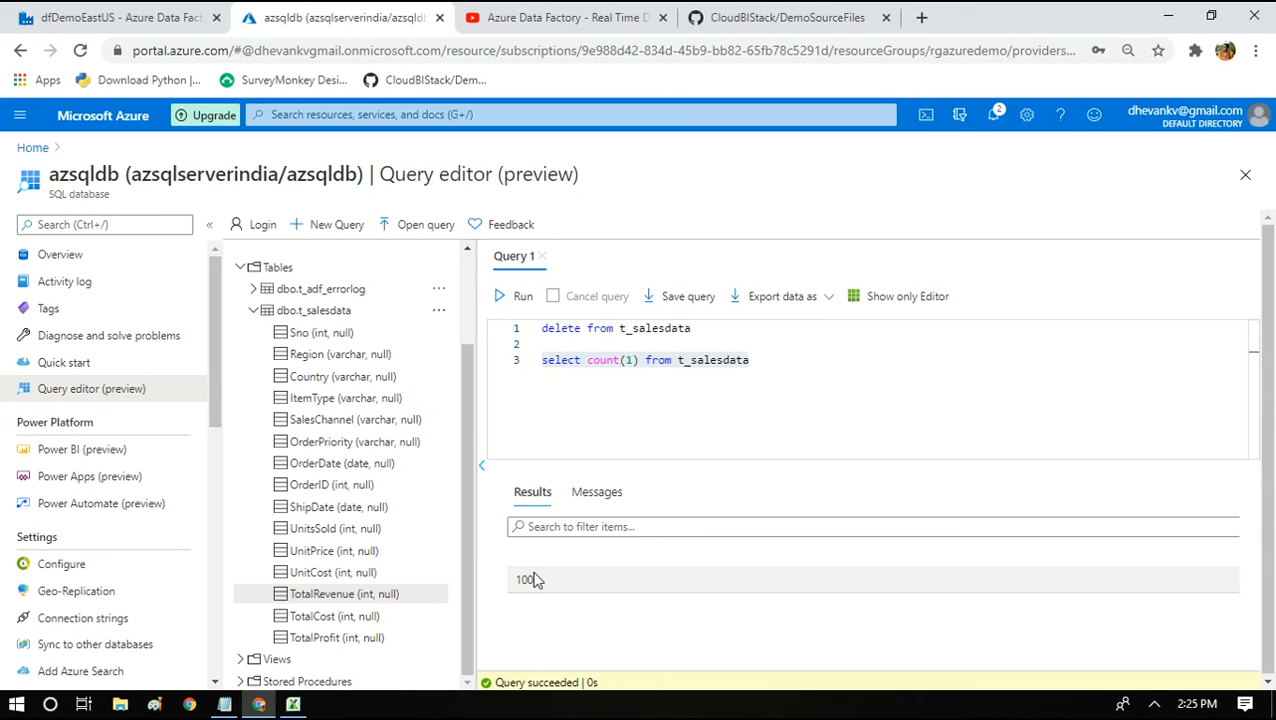 dfDemoEastUS - Azure Data Fact
azsqldb (azsqlserverindia/azsqldb
Azure Data Factory - Real Time D
CloudBIStack/DemoSourceFiles
portal.azure.com/#@dhevankvgmail.onmicrosoft.com/resource/subscriptions/9e988d42-834d-45b9-bb82-65fb78c5291d/resourceGroups/rgazuredemo/providers...
Apps
Download Python |...
SurveyMonkey Desi...
CloudBIStack/Dem...
Microsoft Azure
Upgrade
Search resources, services, and docs (G+/)
2
dhevankv@gmail.com
DEFAULT DIRECTORY
Home
azsqldb (azsqlserverindia/azsqldb) | Query editor (preview)
SQL database
Search (Ctrl+/)
Login
New Query
Open query
Feedback
Overview
Activity log
Tags
Diagnose and solve problems
Quick start
Query editor (preview)
Power Platform
Power BI (preview)
Power Apps (preview)
Power Automate (preview)
Settings
Configure
Geo-Replication
Connection strings
Sync to other databases
Add Azure Search
Tables
dbo.t_adf_errorlog
dbo.t_salesdata
Sno (int, null)
Region (varchar, null)
Country (varchar, null)
ItemType (varchar, null)
SalesChannel (varchar, null)
OrderPriority (varchar, null)
OrderDate (date, null)
OrderID (int, null)
ShipDate (date, null)
UnitsSold (int, null)
UnitPrice (int, null)
UnitCost (int, null)
TotalRevenue (int, null)
TotalCost (int, null)
TotalProfit (int, null)
Views
Stored Procedures
Query 1
Run
Cancel query
Save query
Export data as
Show only Editor
1 delete from t_salesdata
2
3 select count(1) from t_salesdata
Results
Messages
Search to filter items...
100
Query succeeded | 0s
2:25 PM